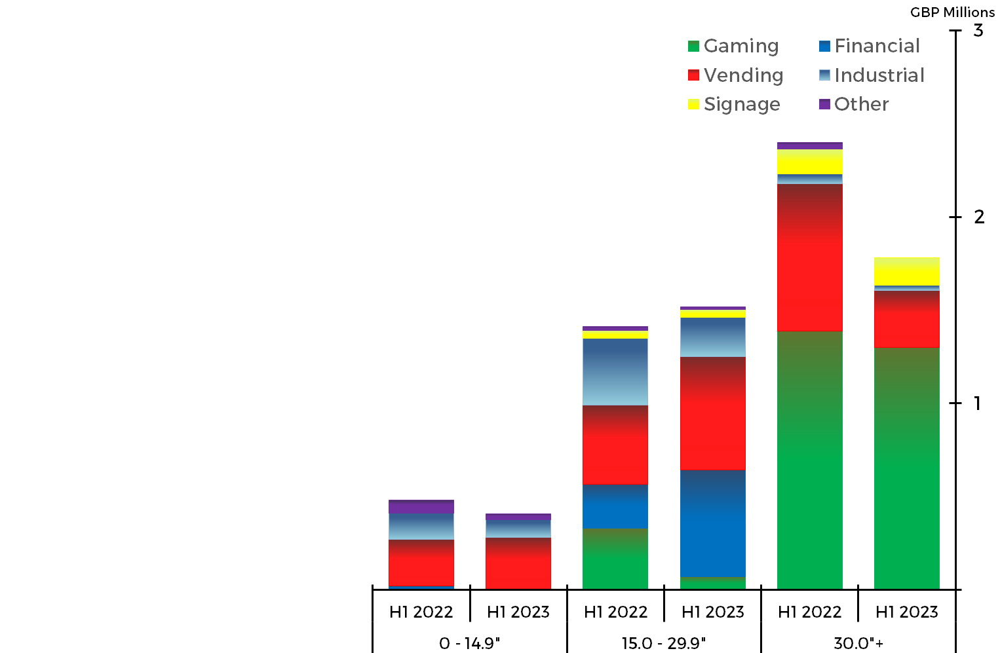 GBP Millions
3
Gaming Financial
Vending Industrial
Signage Other
2
1
H1 2022 H1 2023 H1 2022 H1 2023 H1 2022 H1 2023
0 - 14.9" 15.0 - 29.9" 30.0"+